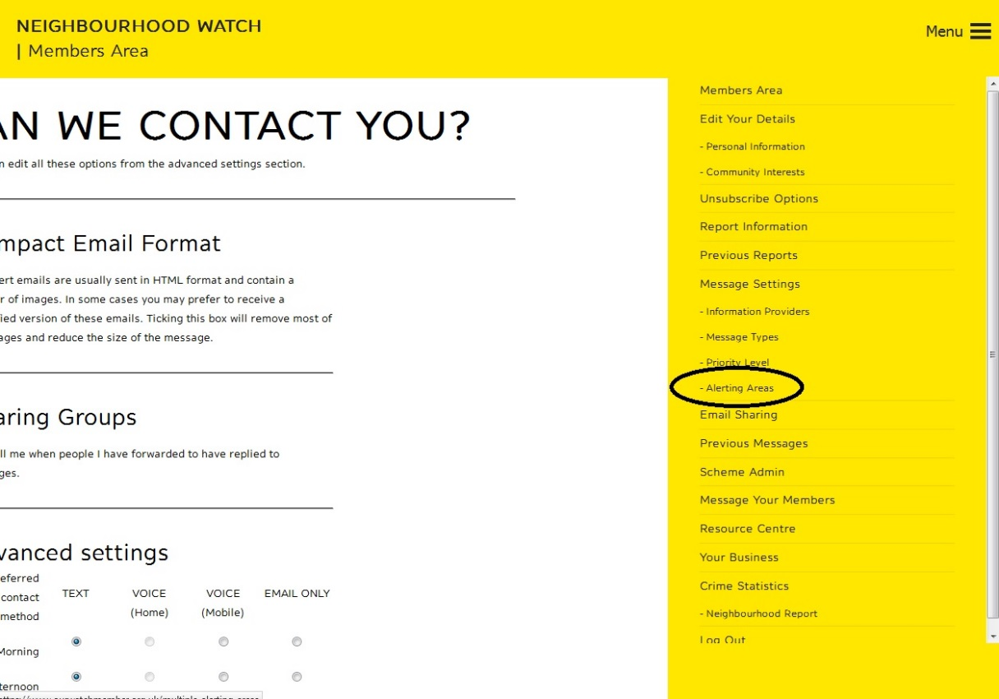 NEIGHBOURHOOD WATCH
| Members Area
Menu
AN WE CONTACT YOU?
n edit all these options from the advanced settings section.
mpact Email Format
ert emails are usually sent in HTML format and contain a
r of images. In some cases you may prefer to receive a
ied version of these emails. Ticking this box will remove most of
ages and reduce the size of the message.
aring Groups
ll me when people I have forwarded to have replied to
ges.
vanced settings
eferred
contact
method
TEXT
VOICE
(Home)
VOICE
(Mobile)
EMAIL ONLY
Morning
ternoon
Members Area
Edit Your Details
- Personal Information
- Community Interests
Unsubscribe Options
Report Information
Previous Reports
Message Settings
- Information Providers
- Message Types
- Priority Level
- Alerting Areas
Email Sharing
Previous Messages
Scheme Admin
Message Your Members
Resource Centre
Your Business
Crime Statistics
- Neighbourhood Report
Log Out